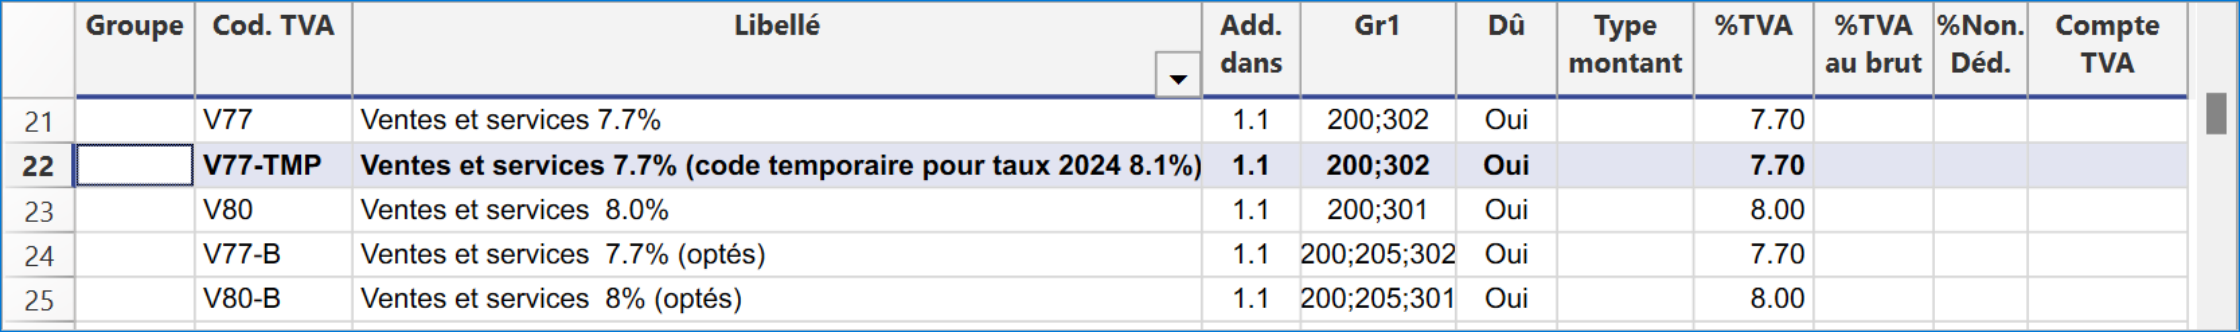 Groupe Cod. TVA Libellé Add. dans Gr1 Dû Type montant %TVA %TVA au brut %Non. Déd. Compte TVA
21 V77 Ventes et services 7.7% 1.1 200;302 Oui 7.70
22 V77-TMP Ventes et services 7.7% (code temporaire pour taux 2024 8.1%) 1.1 200;302 Oui 7.70
23 V80 Ventes et services 8.0% 1.1 200;301 Oui 8.00
24 V77-B Ventes et services 7.7% (optés) 1.1 200;205;302 Oui 7.70
25 V80-B Ventes et services 8% (optés) 1.1 200;205;301 Oui 8.00